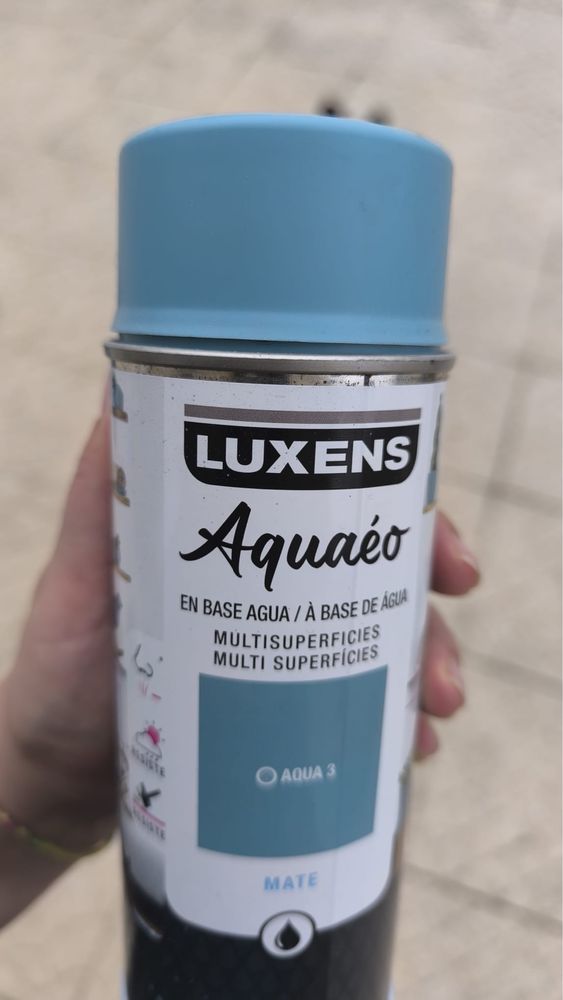 LUXENS
Aquaéo
EN BASE AGUA / À BASE DE ÁGUA
MULTISUPERFICIES
MULTI SUPERFÍCIES
AQUA 3
MATE